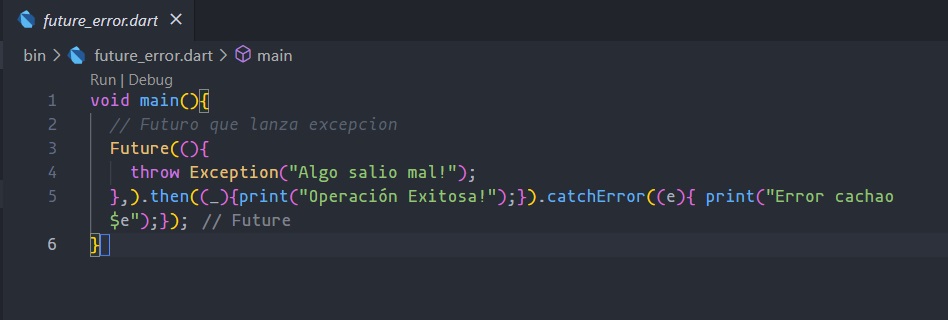 future_error.dart ×
bin > future_error.dart > main
Run | Debug
1 void main(){
2 // Futuro que lanza excepcion
3 Future((){
4 throw Exception("Algo salio mal!");
5 },).then((_){print("Operación Exitosa!");}).catchError((e){ print("Error cachao
$e");}); // Future
6 }